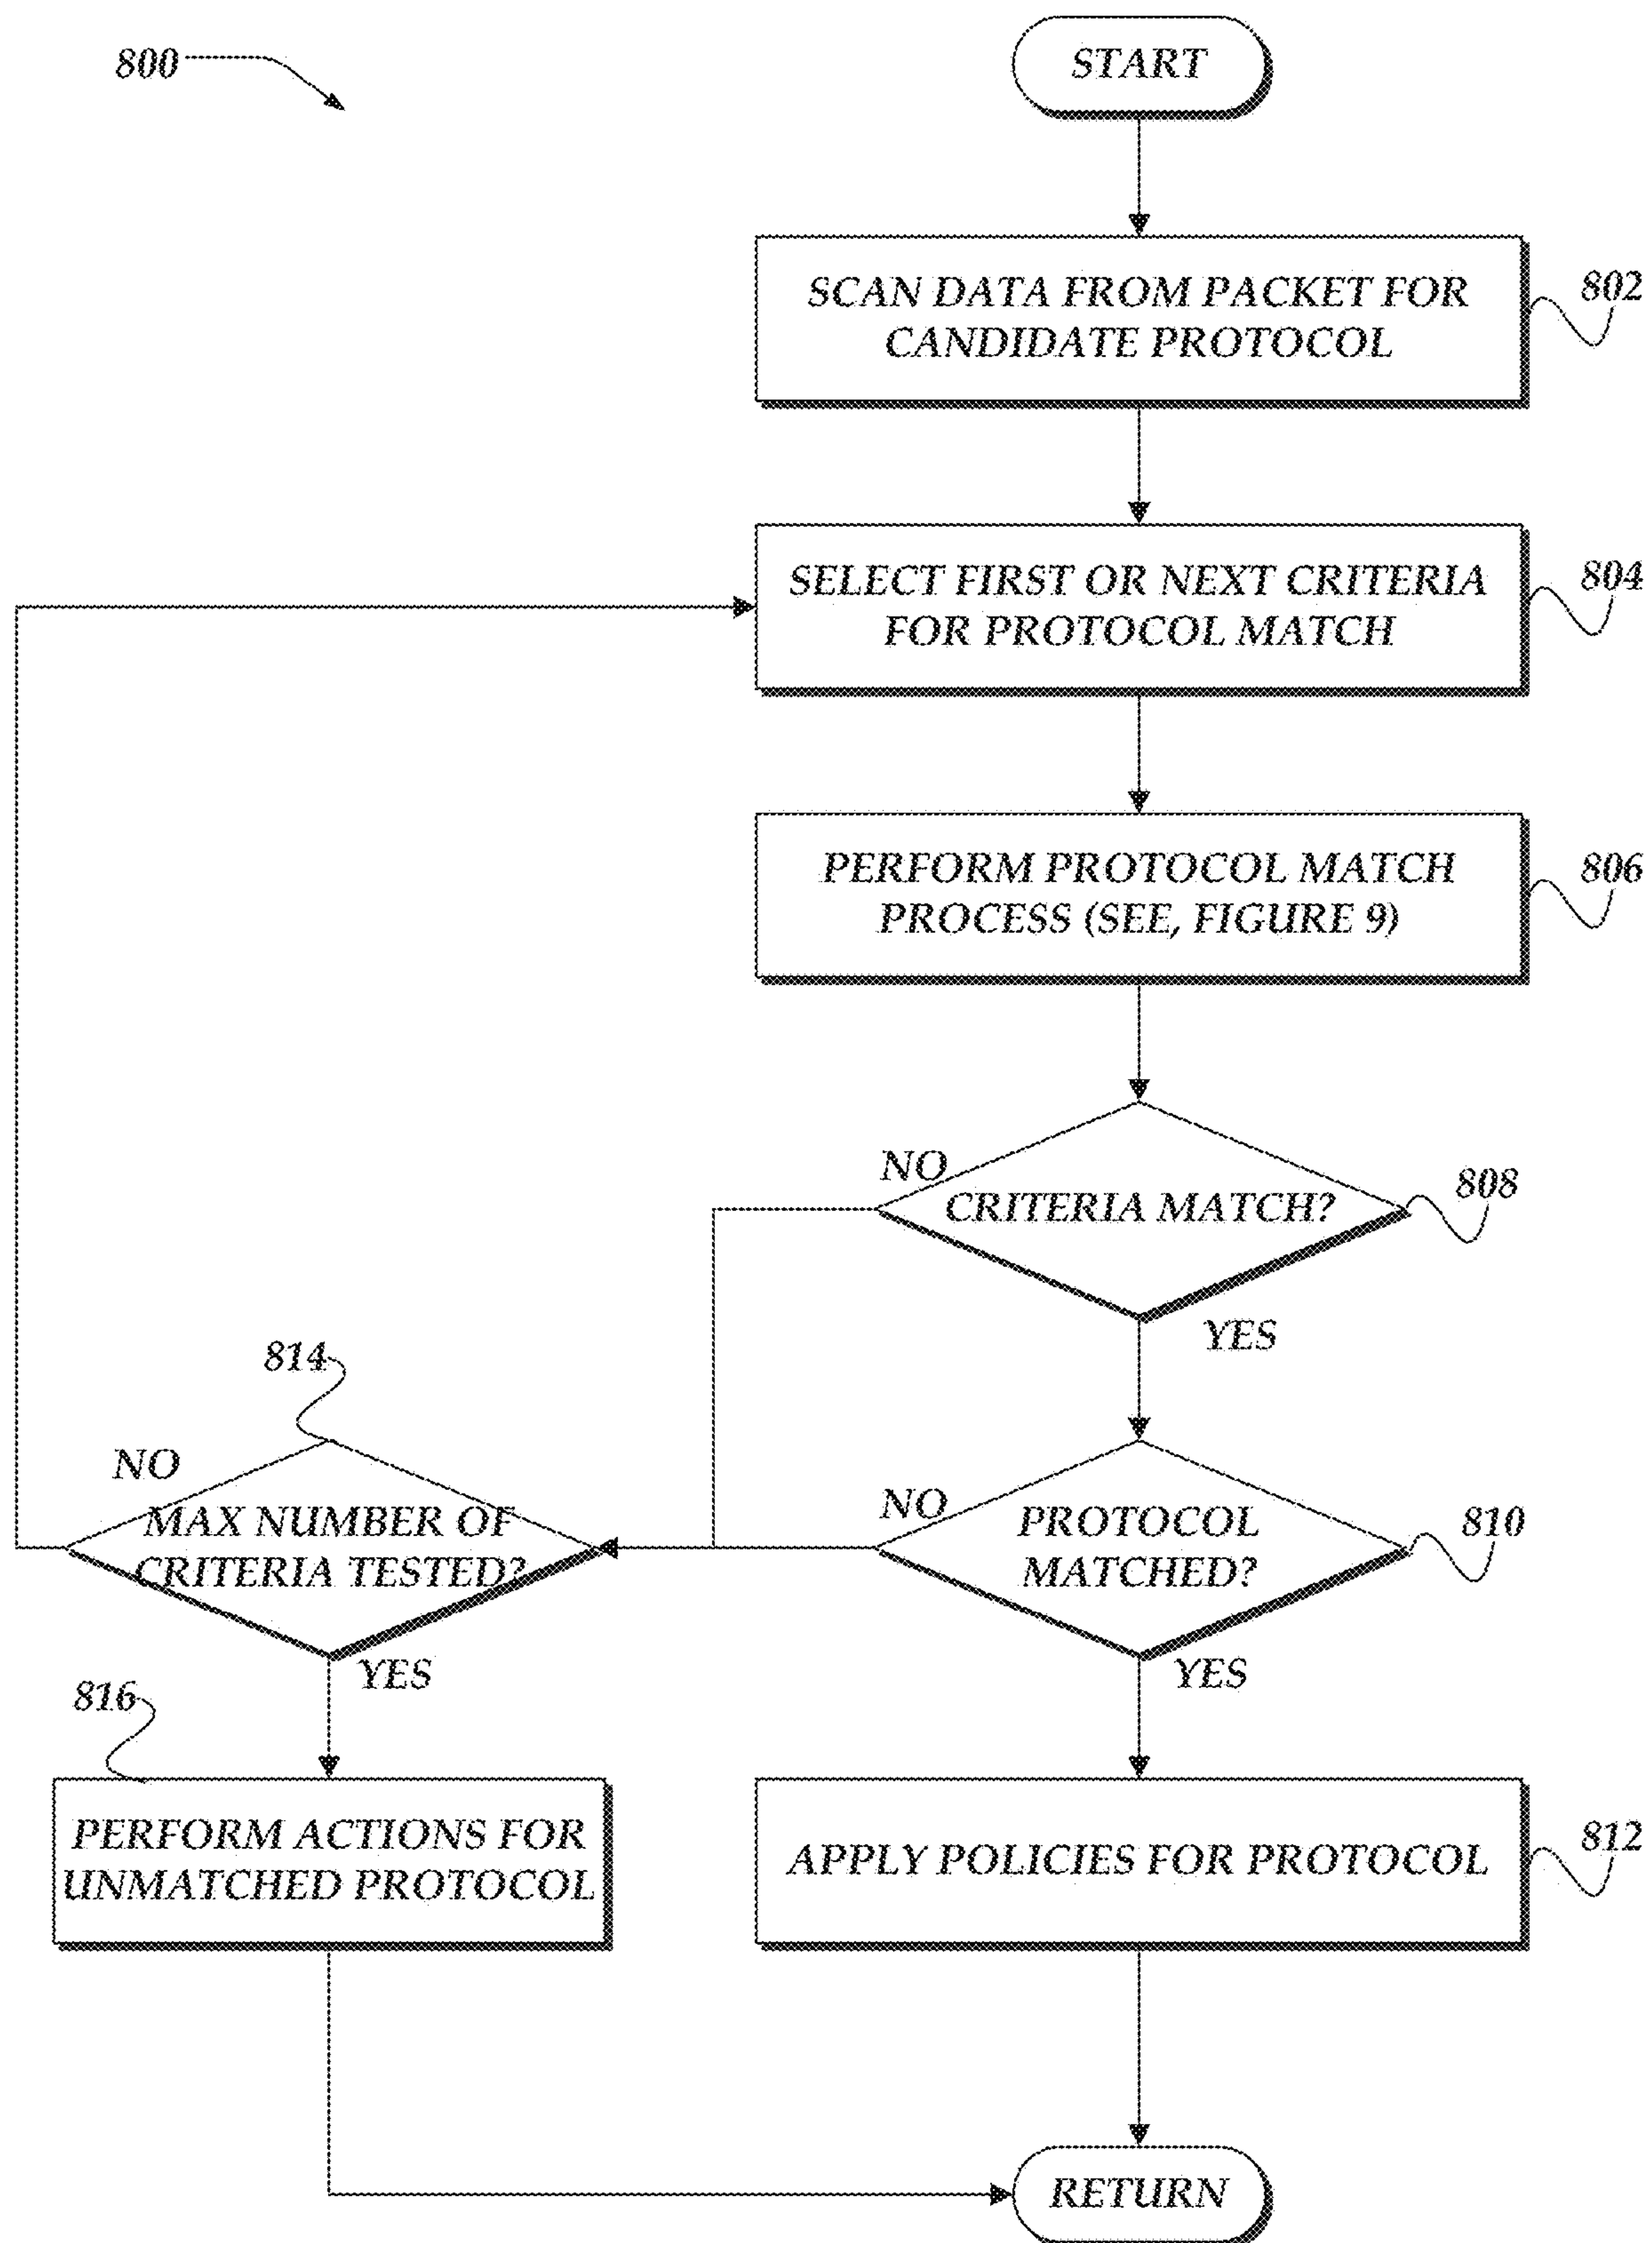 800
START
SCAN DATA FROM PACKET FOR
CANDIDATE PROTOCOL
802
SELECT FIRST OR NEXT CRITERIA
FOR PROTOCOL MATCH
804
PERFORM PROTOCOL MATCH
PROCESS (SEE, FIGURE 9)
806
NO
CRITERIA MATCH?
808
YES
814
NO
MAX NUMBER OF
CRITERIA TESTED?
YES
NO
PROTOCOL
MATCHED?
810
YES
816
PERFORM ACTIONS FOR
UNMATCHED PROTOCOL
APPLY POLICIES FOR PROTOCOL
812
RETURN